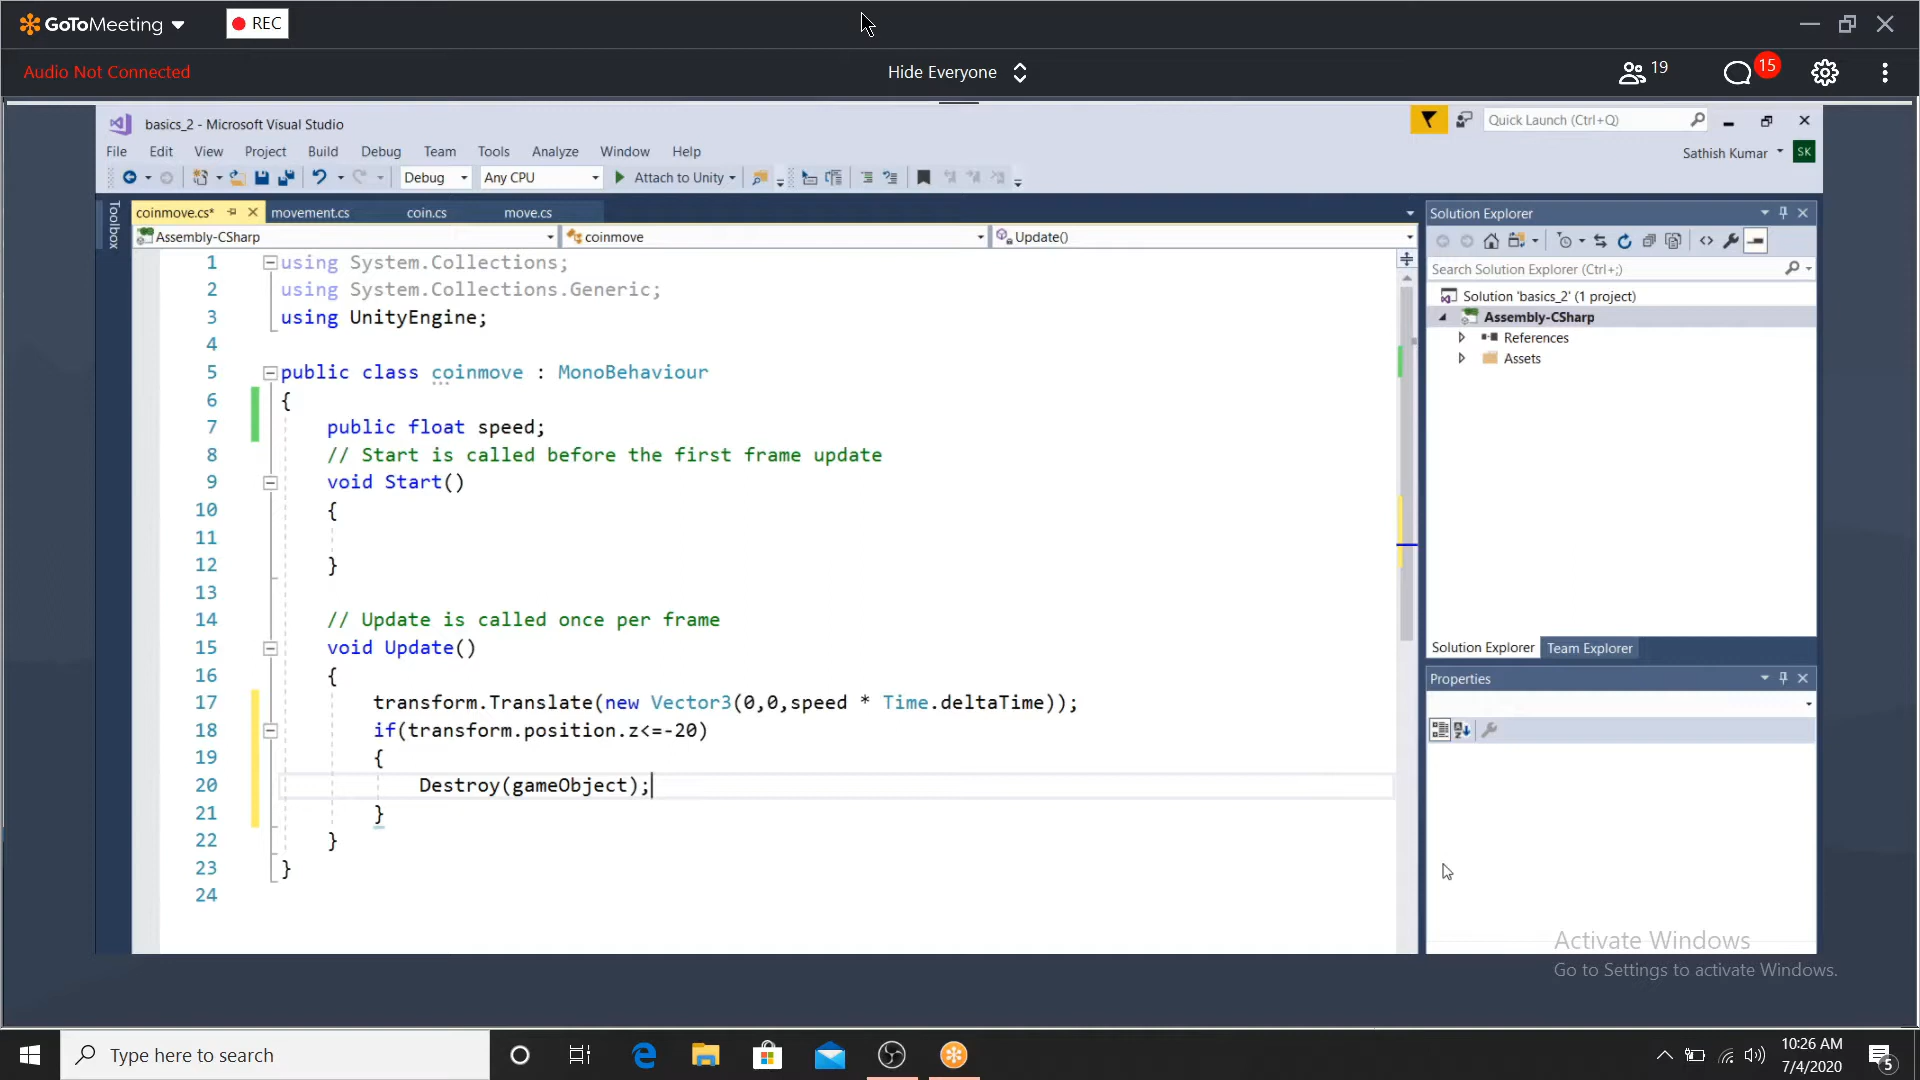 GoToMeeting
REC
Audio Not Connected
Hide Everyone
19
15
basics_2 - Microsoft Visual Studio
Quick Launch (Ctrl+Q)
File Edit View Project Build Debug Team Tools Analyze Window Help
Sathish Kumar
SK
Debug
Any CPU
Attach to Unity
Toolbox
coinmove.cs*
movement.cs
coin.cs
move.cs
Assembly-CSharp
coinmove
Update()
1 using System.Collections;
2 using System.Collections.Generic;
3 using UnityEngine;
4
5 public class coinmove : MonoBehaviour
6 {
7 public float speed;
8 // Start is called before the first frame update
9 void Start()
10 {
11
12 }
13
14 // Update is called once per frame
15 void Update()
16 {
17 transform.Translate(new Vector3(0,0,speed * Time.deltaTime));
18 if(transform.position.z<=-20)
19 {
20 Destroy(gameObject);
21 }
22 }
23 }
24
Solution Explorer
Search Solution Explorer (Ctrl+;)
Solution 'basics_2' (1 project)
Assembly-CSharp
References
Assets
Solution Explorer
Team Explorer
Properties
Activate Windows
Go to Settings to activate Windows.
Type here to search
10:26 AM
7/4/2020
5